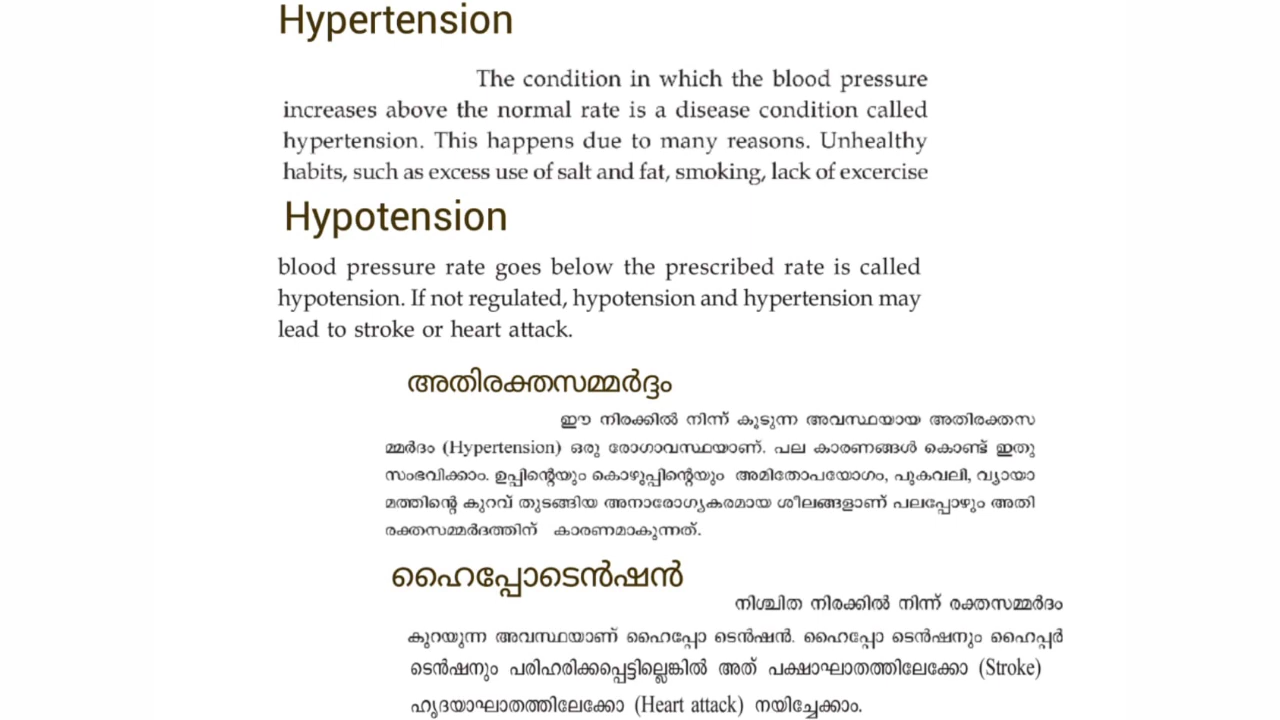 Hypertension
The condition in which the blood pressure
increases above the normal rate is a disease condition called
hypertension. This happens due to many reasons. Unhealthy
habits, such as excess use of salt and fat, smoking, lack of excercise
Hypotension
blood pressure rate goes below the prescribed rate is called
hypotension. If not regulated, hypotension and hypertension may
lead to stroke or heart attack.
അതിരക്തസമ്മർദ്ദം
ഈ നിരക്കിൽ നിന്ന് കൂടുന്ന അവസ്ഥയായ അതിരക്തസ
മ്മർദം (Hypertension) ഒരു രോഗാവസ്ഥയാണ്. പല കാരണങ്ങൾ കൊണ്ട് ഇതു
സംഭവിക്കാം. ഉപ്പിന്റെയും കൊഴുപ്പിന്റെയും അമിതോപയോഗം, പുകവലി, വ്യായാ
മത്തിന്റെ കുറവ് തുടങ്ങിയ അനാരോഗ്യകരമായ ശീലങ്ങളാണ് പലപ്പോഴും അതി
രക്തസമ്മർദത്തിന് കാരണമാകുന്നത്.
ഹൈപ്പോടെൻഷൻ
നിശ്ചിത നിരക്കിൽ നിന്ന് രക്തസമ്മർദം
കുറയുന്ന അവസ്ഥയാണ് ഹൈപ്പോ ടെൻഷൻ. ഹൈപ്പോ ടെൻഷനും ഹൈപ്പർ
ടെൻഷനും പരിഹരിക്കപ്പെട്ടില്ലെങ്കിൽ അത് പക്ഷാഘാതത്തിലേക്കോ (Stroke)
ഹൃദയാഘാതത്തിലേക്കോ (Heart attack) നയിച്ചേക്കാം.